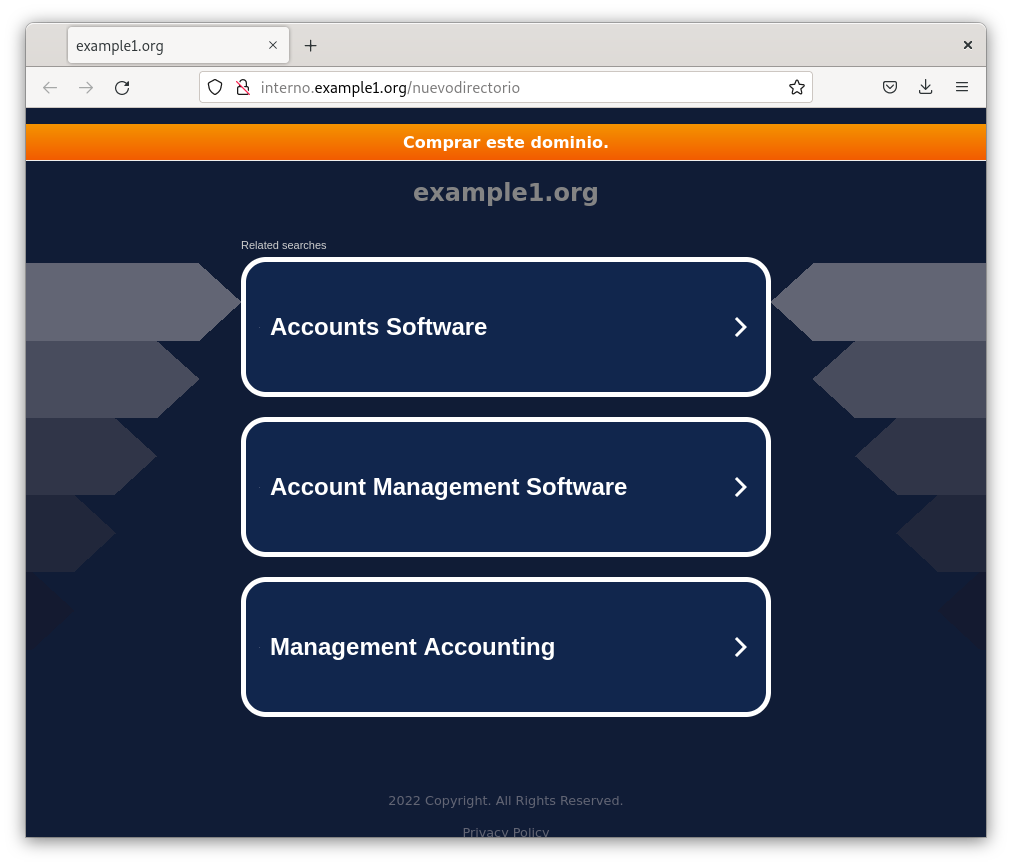 example1.org
interno.example1.org/nuevodirectorio
Comprar este dominio.
example1.org
Related searches
Accounts Software
Account Management Software
Management Accounting
2022 Copyright. All Rights Reserved.
Privacy Policy